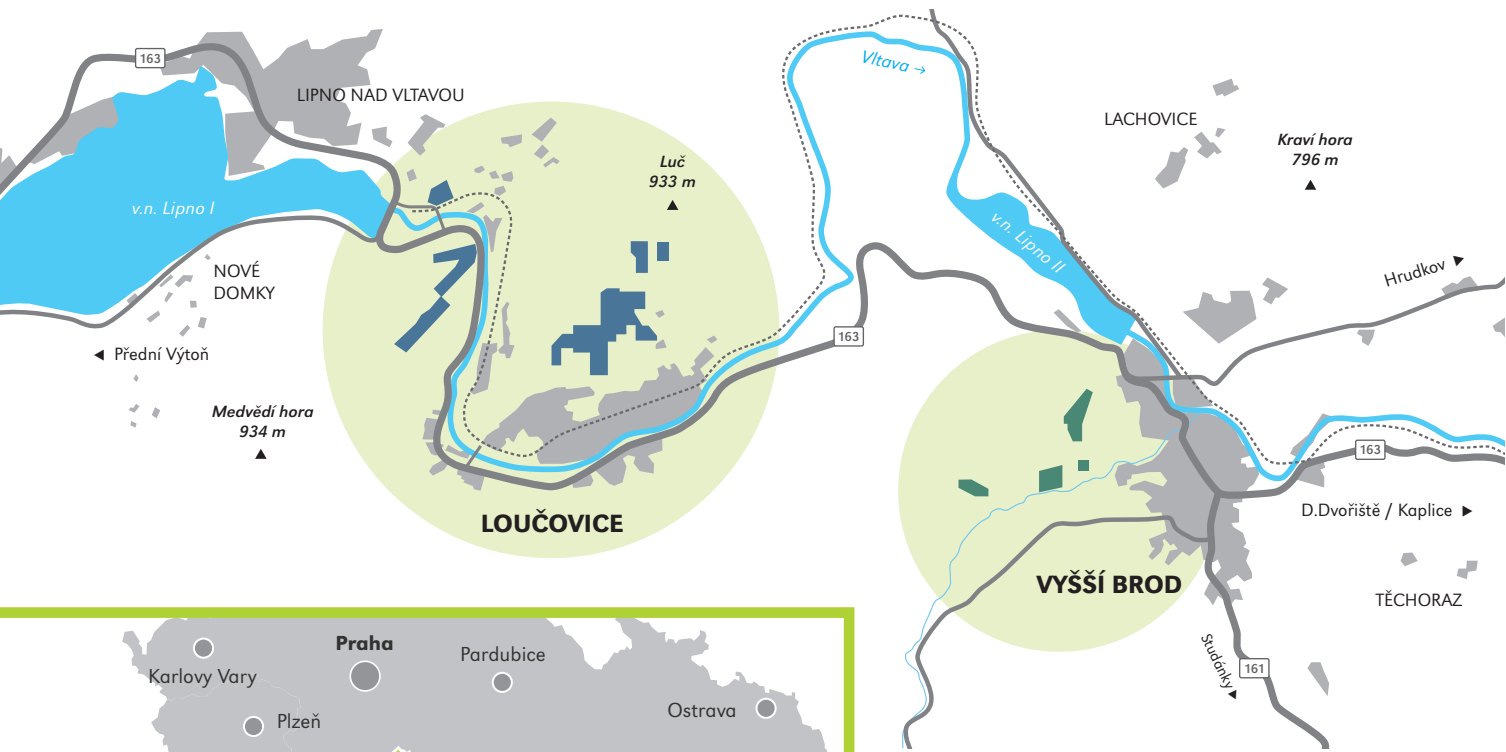 163
LIPNO NAD VLTAVOU
v.n. Lipno I
NOVÉ
DOMKY
◄ Přední Výtoň
Medvědí hora
934 m
Luč
933 m
LOUČOVICE
Vltava →
163
v.n. Lipno II
LACHOVICE
Kraví hora
796 m
Hrudkov ►
163
D.Dvořiště / Kaplice ►
VYŠŠÍ BROD
TĚCHORAZ
Studánky ▼
161
Karlovy Vary
Praha
Pardubice
Plzeň
Ostrava